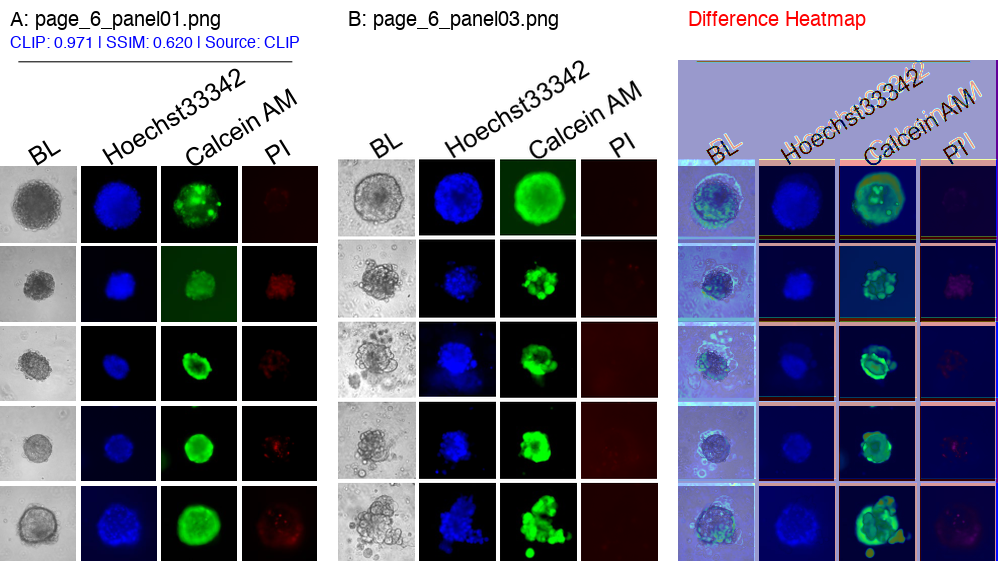 A: page_6_panel01.png
CLIP: 0.971 | SSIM: 0.620 | Source: CLIP
B: page_6_panel03.png
Difference Heatmap
BL
Hoechst33342
Calcein AM
PI
BL
Hoechst33342
Calcein AM
PI
BL
Hoechst33342
Calcein AM
PI